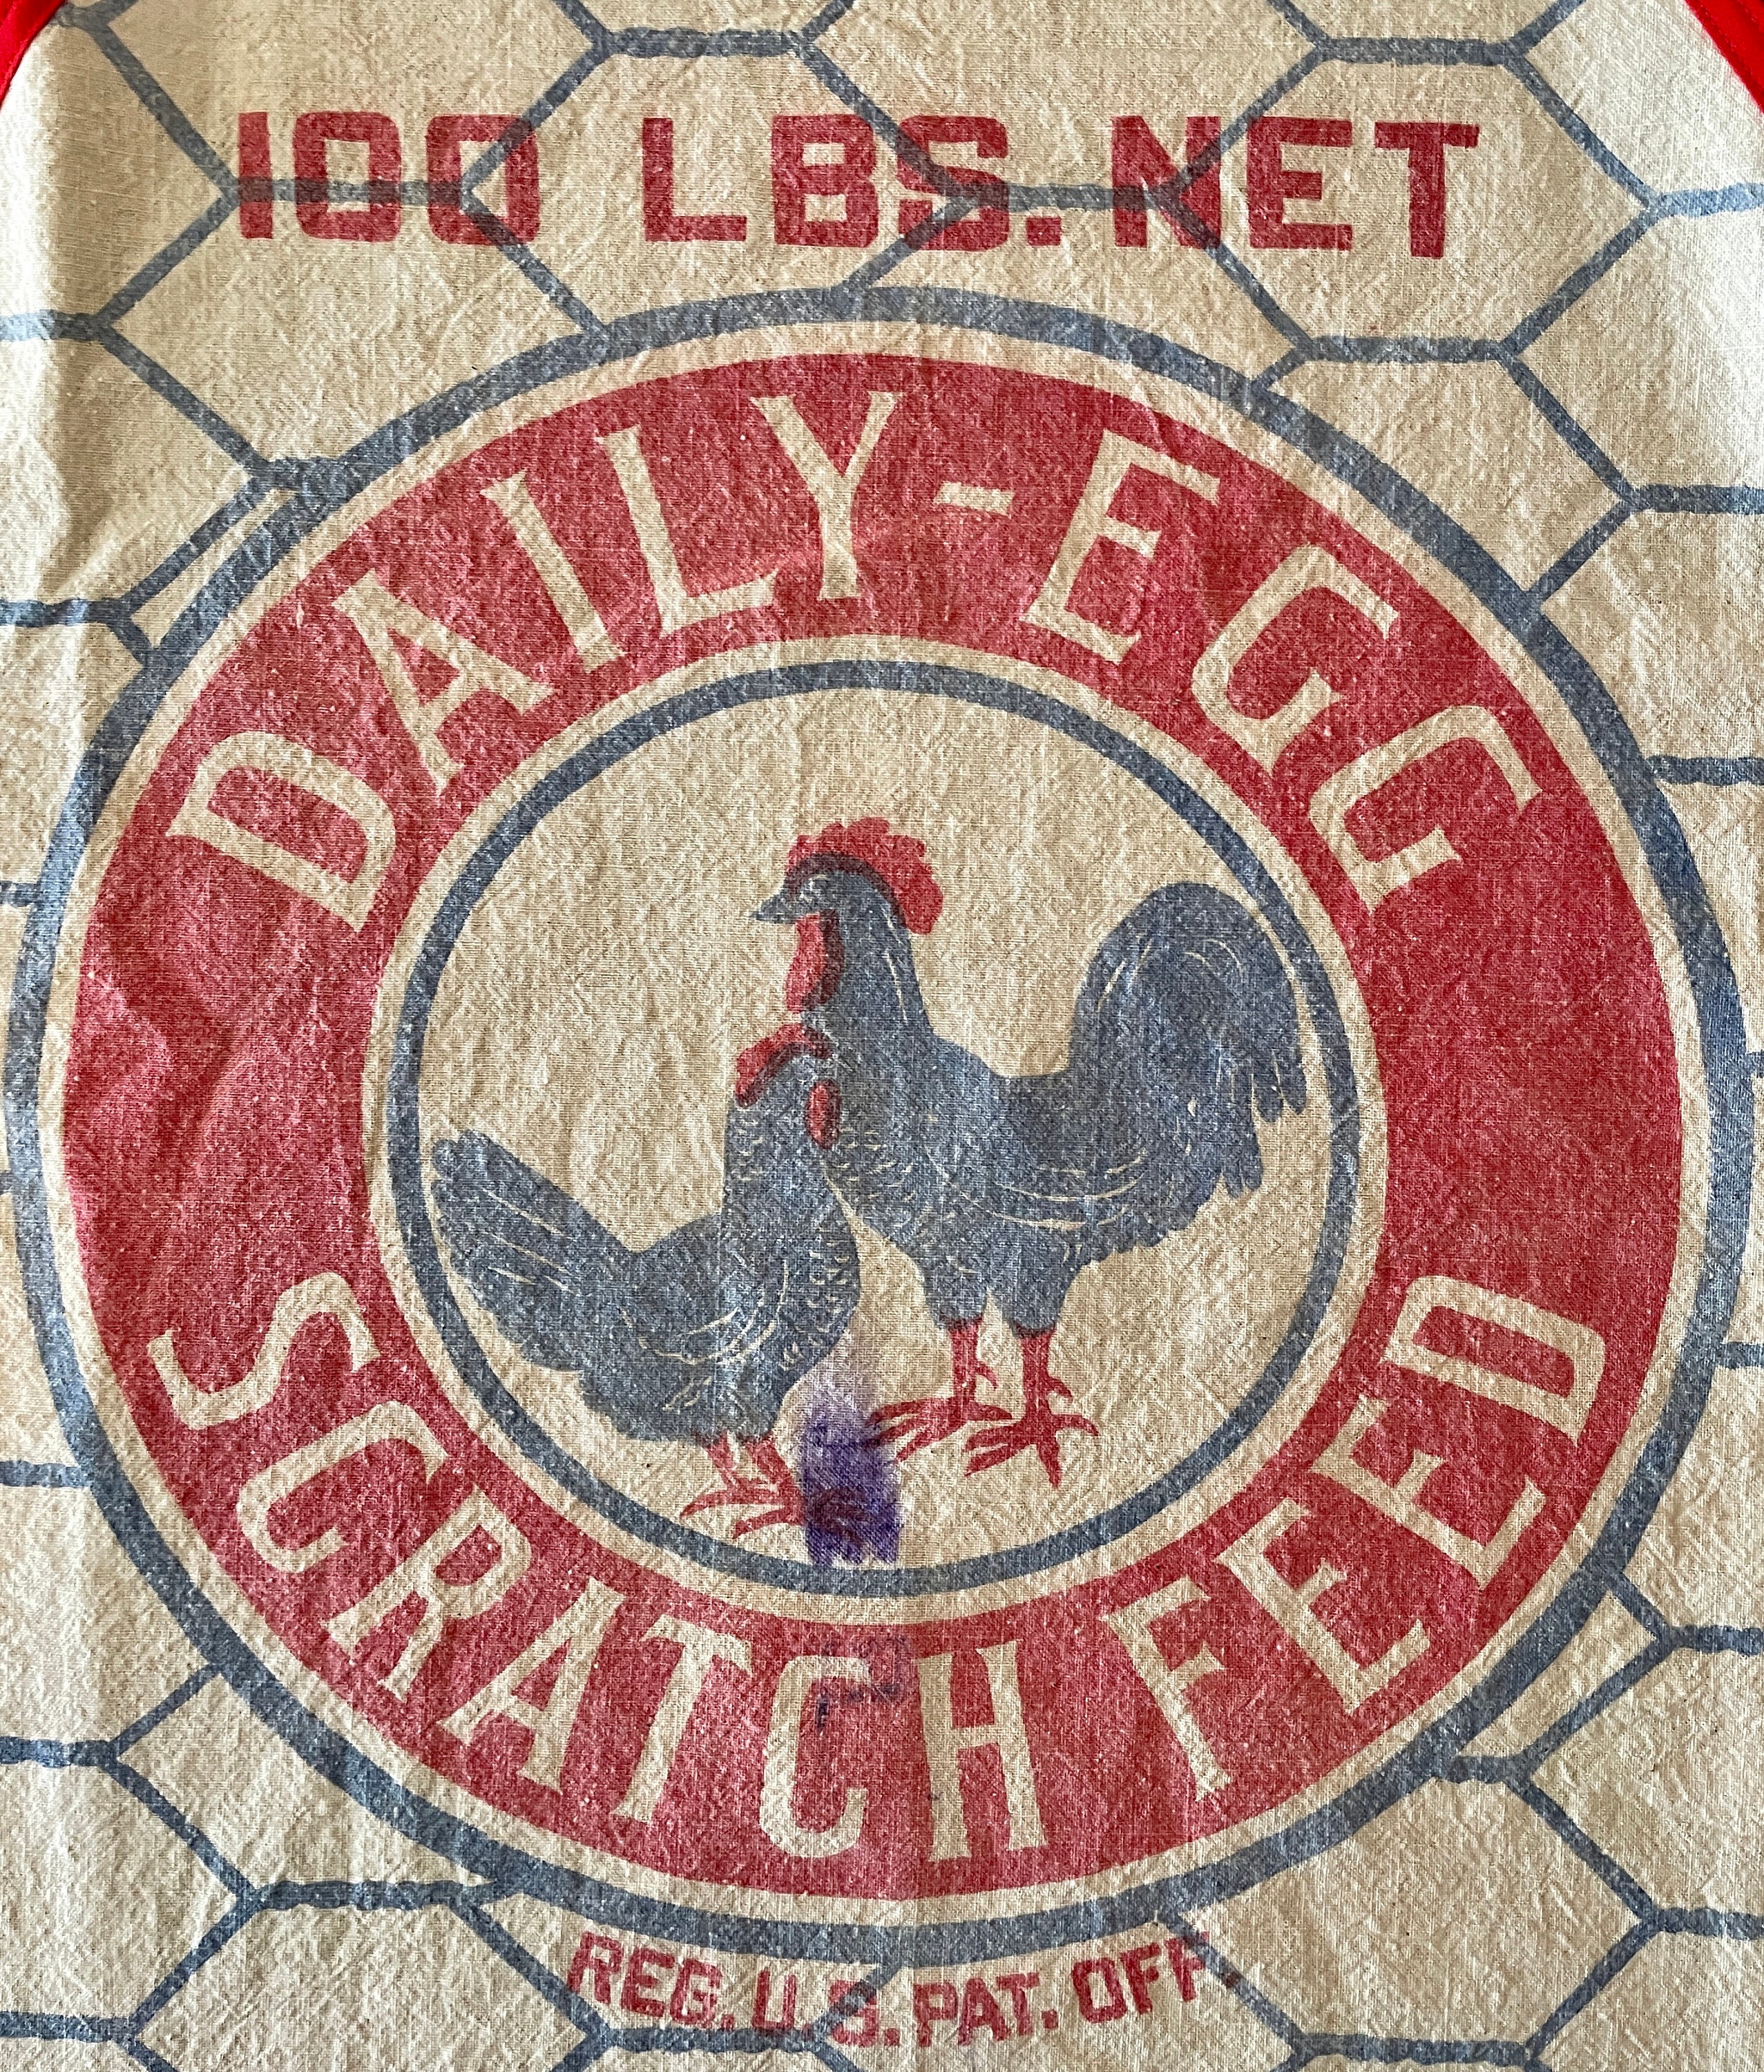 100 LBS. NET
DAILY-EGG
SCRATCH FEED
REG. U.S. PAT. OFF.